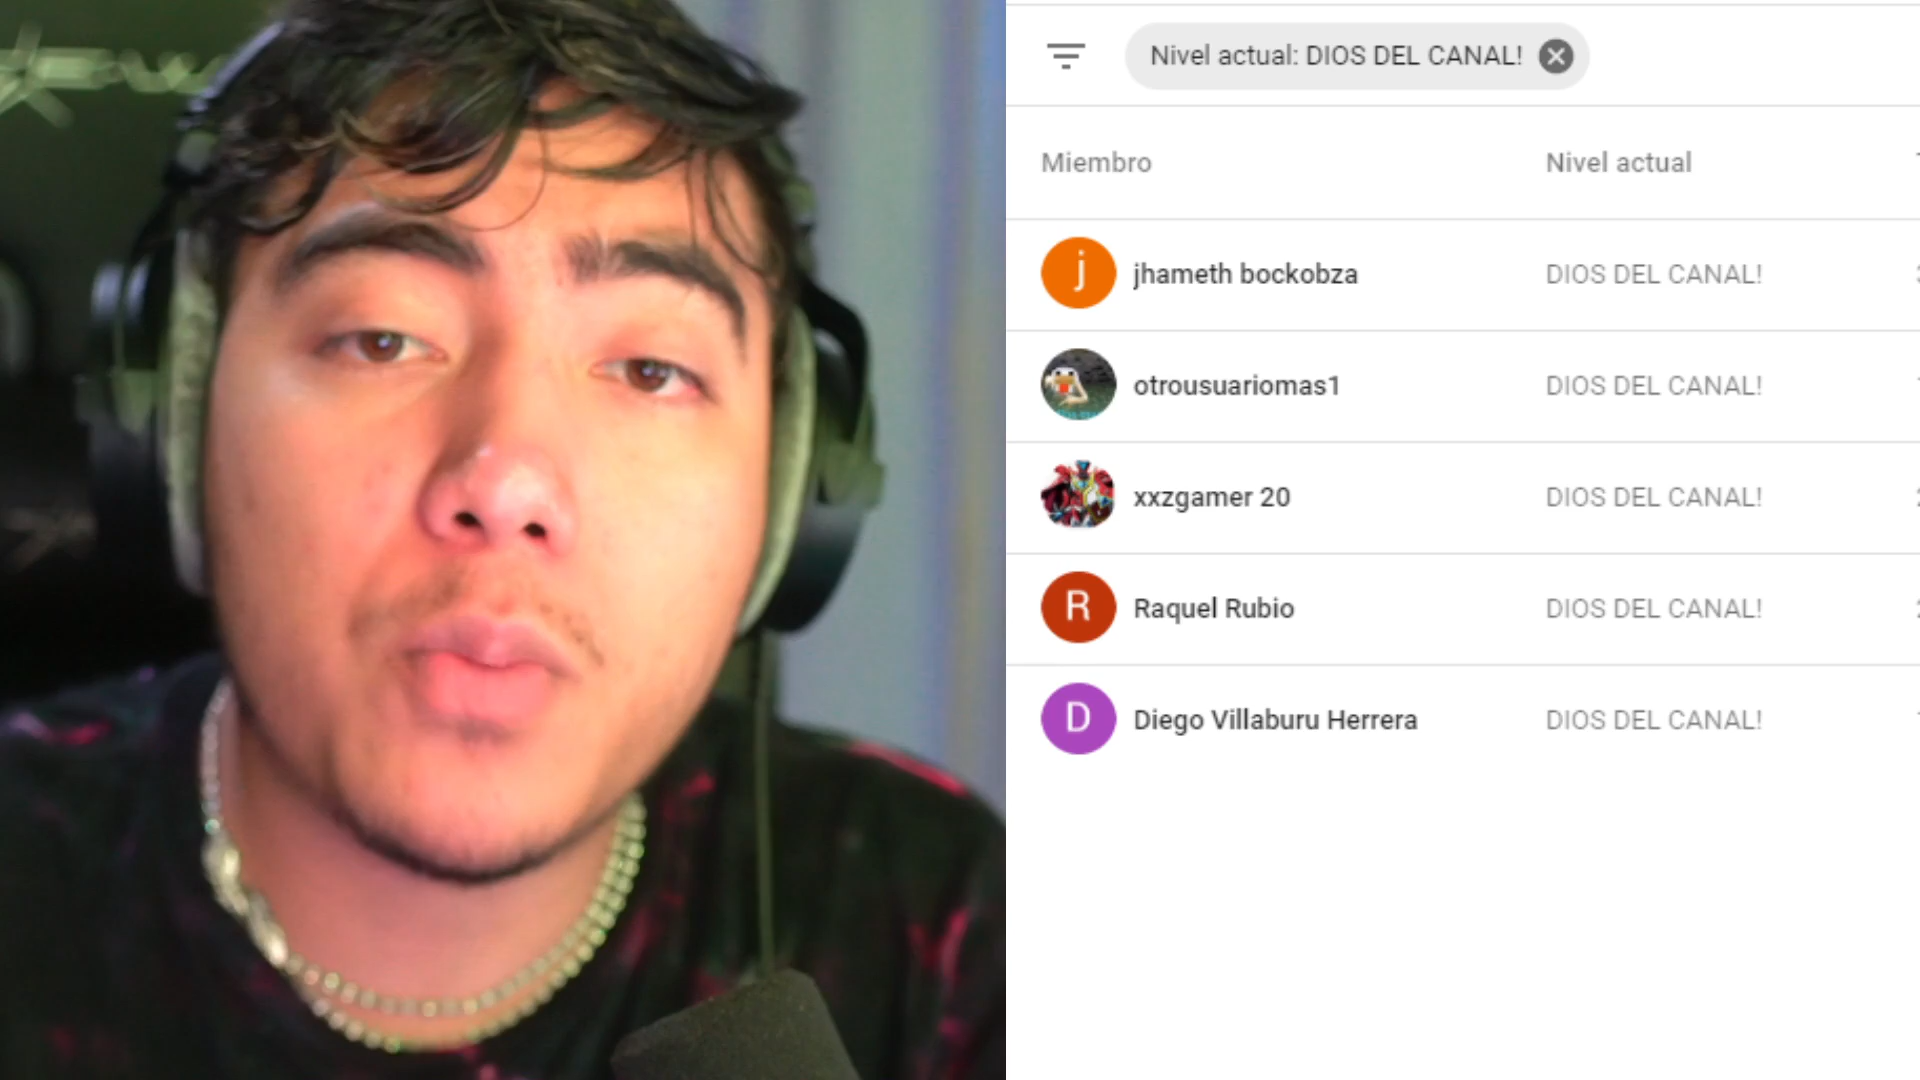 Nivel actual: DIOS DEL CANAL!
Miembro Nivel actual
j jhameth bockobza DIOS DEL CANAL!
otrousuariomas1 DIOS DEL CANAL!
xxzgamer 20 DIOS DEL CANAL!
R Raquel Rubio DIOS DEL CANAL!
D Diego Villaburu Herrera DIOS DEL CANAL!